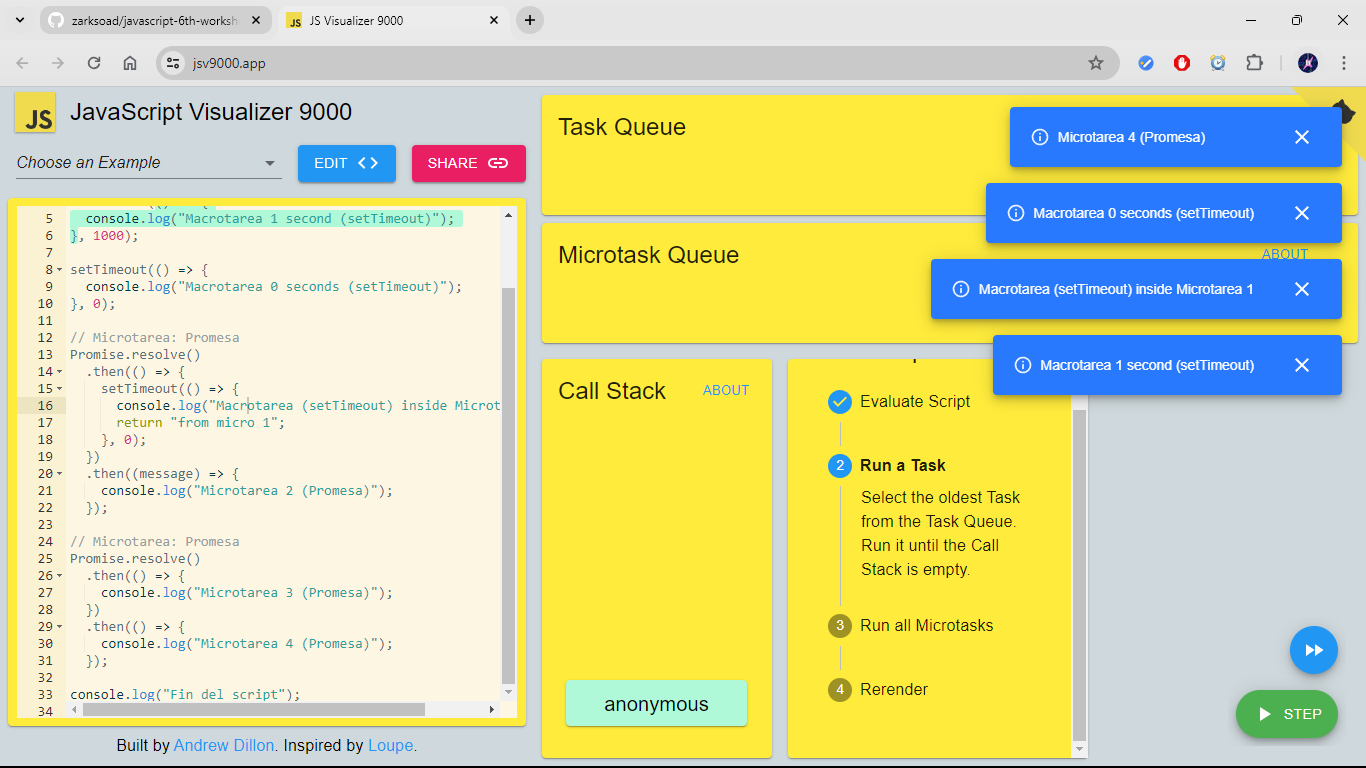 zarksoad/javascript-6th-worksh
JS Visualizer 9000
jsv9000.app
JS
JavaScript Visualizer 9000
Choose an Example
EDIT
SHARE
5 console.log("Macrotarea 1 second (setTimeout)");
6 }, 1000);
7
8 setTimeout(() => {
9 console.log("Macrotarea 0 seconds (setTimeout)");
10 }, 0);
11
12 // Microtarea: Promesa
13 Promise.resolve()
14 .then(() => {
15 setTimeout(() => {
16 console.log("Macrotarea (setTimeout) inside Microt
17 return "from micro 1";
18 }, 0);
19 })
20 .then((message) => {
21 console.log("Microtarea 2 (Promesa)");
22 });
23
24 // Microtarea: Promesa
25 Promise.resolve()
26 .then(() => {
27 console.log("Microtarea 3 (Promesa)");
28 })
29 .then(() => {
30 console.log("Microtarea 4 (Promesa)");
31 });
32
33 console.log("Fin del script");
34
Built by Andrew Dillon. Inspired by Loupe.
Task Queue
Microtask Queue
ABOUT
Microtarea 4 (Promesa)
Macrotarea 0 seconds (setTimeout)
Macrotarea (setTimeout) inside Microtarea 1
Macrotarea 1 second (setTimeout)
Call Stack
ABOUT
anonymous
Evaluate Script
2 Run a Task
Select the oldest Task
from the Task Queue.
Run it until the Call
Stack is empty.
3 Run all Microtasks
4 Rerender
STEP